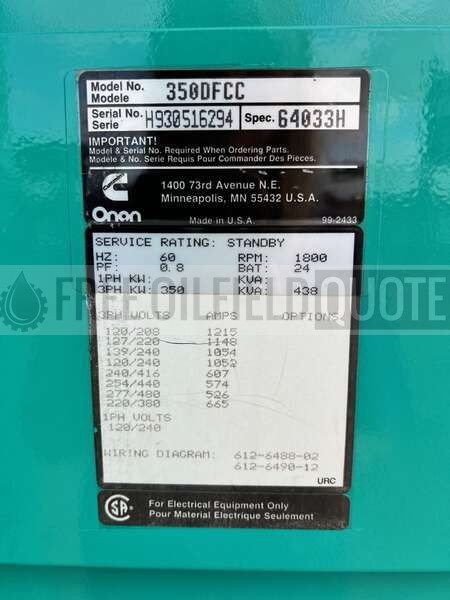 Model No. 350DFCC
Modele
Serial No. H930516294 Spec. 64033H
Serie
IMPORTANT!
Model & Serial No. Required When Ordering Parts.
Modele & No. Serie Requis Pour Commander Des Pieces.
1400 73rd Avenue N.E.
Minneapolis, MN 55432 U.S.A.
Onan Made in U.S.A. 99-2433
SERVICE RATING: STANDBY
HZ: 60 RPM: 1800
PF: 0.8 BAT: 24
1PH KW: KVA:
3PH KW: 350 KVA: 438
FREE OILFIELD QUOTE
3PH VOLTS AMPS OPTIONS:
120/208 1215
127/220 1148
139/240 1054
120/240 1052
240/416 607
254/440 574
277/480 526
220/380 665
1PH VOLTS
120/240
WIRING DIAGRAM: 612-6488-02
612-6490-12
URC
SA
For Electrical Equipment Only
Pour Material Electrique Seulement